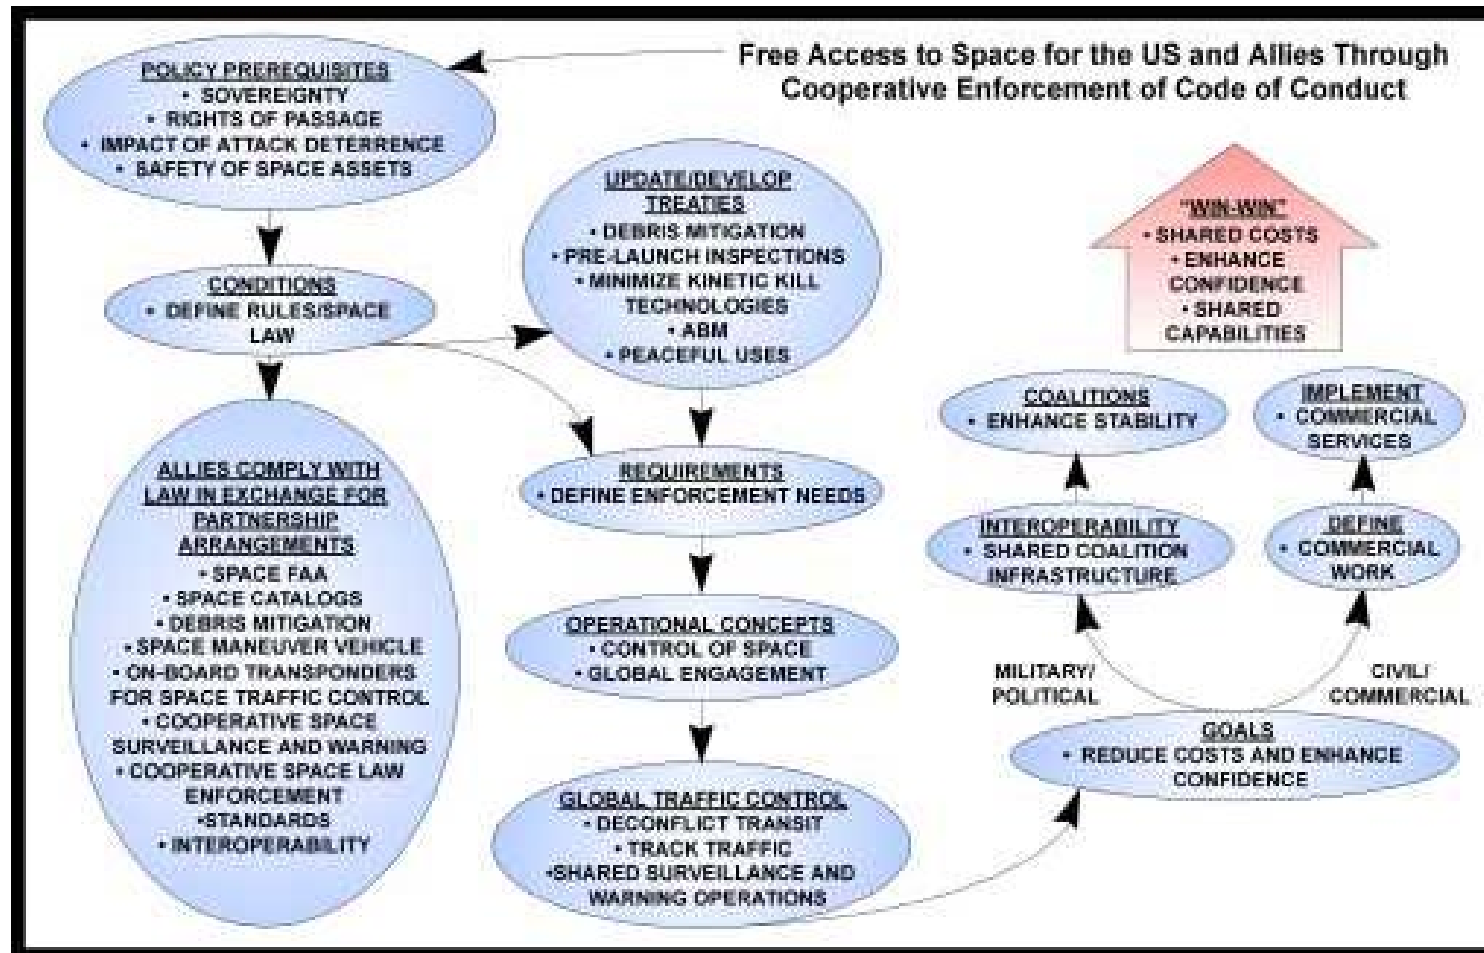 Free Access to Space for the US and Allies Through
Cooperative Enforcement of Code of Conduct
POLICY PREREQUISITES
• SOVEREIGNTY
• RIGHTS OF PASSAGE
• IMPACT OF ATTACK DETERRENCE
• SAFETY OF SPACE ASSETS
CONDITIONS
• DEFINE RULES/SPACE
LAW
ALLIES COMPLY WITH
LAW IN EXCHANGE FOR
PARTNERSHIP
ARRANGEMENTS
• SPACE FAA
• SPACE CATALOGS
• DEBRIS MITIGATION
• SPACE MANEUVER VEHICLE
• ON-BOARD TRANSPONDERS
FOR SPACE TRAFFIC CONTROL
• COOPERATIVE SPACE
SURVEILLANCE AND WARNING
• COOPERATIVE SPACE LAW
ENFORCEMENT
•STANDARDS
• INTEROPERABILITY
UPDATE/DEVELOP
TREATIES
• DEBRIS MITIGATION
• PRE-LAUNCH INSPECTIONS
• MINIMIZE KINETIC KILL
TECHNOLOGIES
• ABM
• PEACEFUL USES
REQUIREMENTS
• DEFINE ENFORCEMENT NEEDS
OPERATIONAL CONCEPTS
• CONTROL OF SPACE
• GLOBAL ENGAGEMENT
GLOBAL TRAFFIC CONTROL
• DECONFLICT TRANSIT
• TRACK TRAFFIC
•SHARED SURVEILLANCE AND
WARNING OPERATIONS
GOALS
• REDUCE COSTS AND ENHANCE
CONFIDENCE
MILITARY/
POLITICAL
CIVIL/
COMMERCIAL
INTEROPERABILITY
• SHARED COALITION
INFRASTRUCTURE
DEFINE
• COMMERCIAL
WORK
COALITIONS
• ENHANCE STABILITY
IMPLEMENT
• COMMERCIAL
SERVICES
"WIN-WIN"
• SHARED COSTS
• ENHANCE
CONFIDENCE
• SHARED
CAPABILITIES